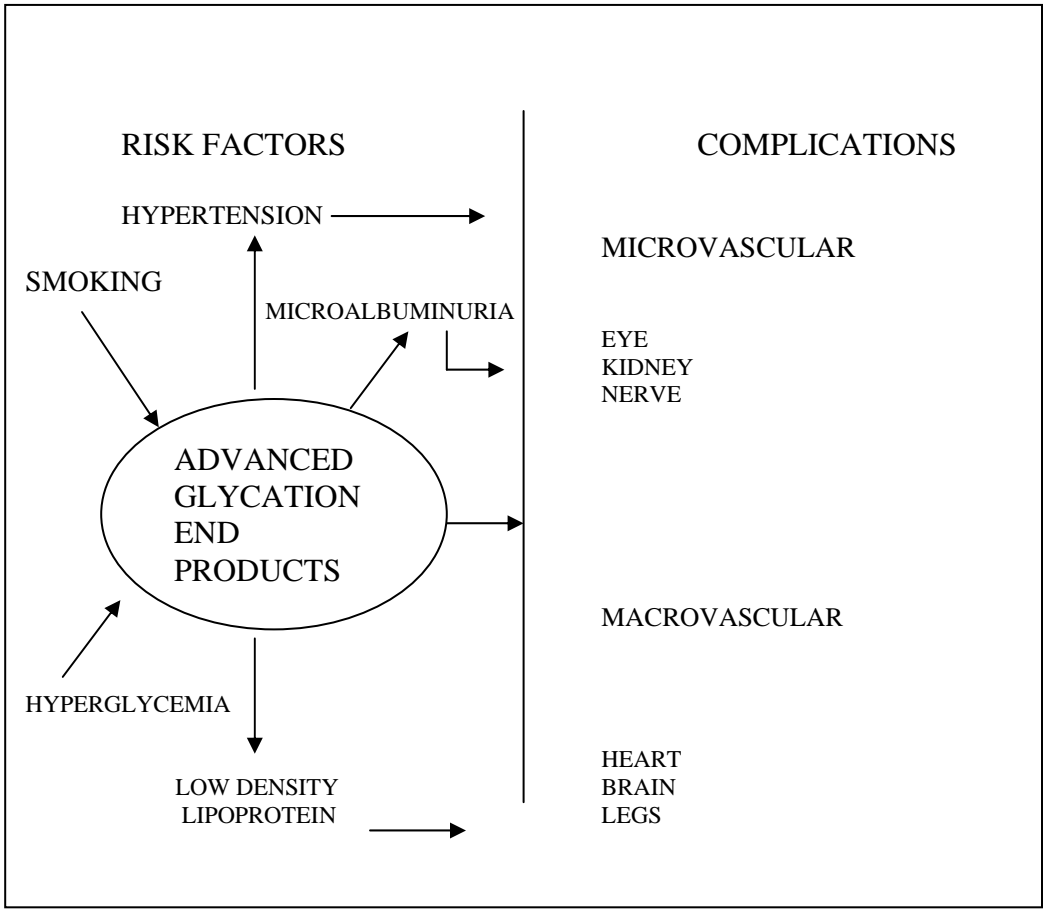 RISK FACTORS
HYPERTENSION
SMOKING
MICROALBUMINURIA
ADVANCED
GLYCATION
END
PRODUCTS
HYPERGLYCEMIA
LOW DENSITY
LIPOPROTEIN
COMPLICATIONS
MICROVASCULAR
EYE
KIDNEY
NERVE
MACROVASCULAR
HEART
BRAIN
LEGS